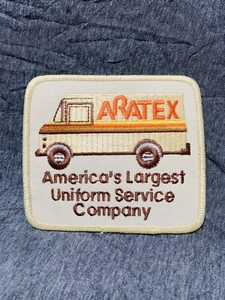 ARATEX
America's Largest
Uniform Service
Company